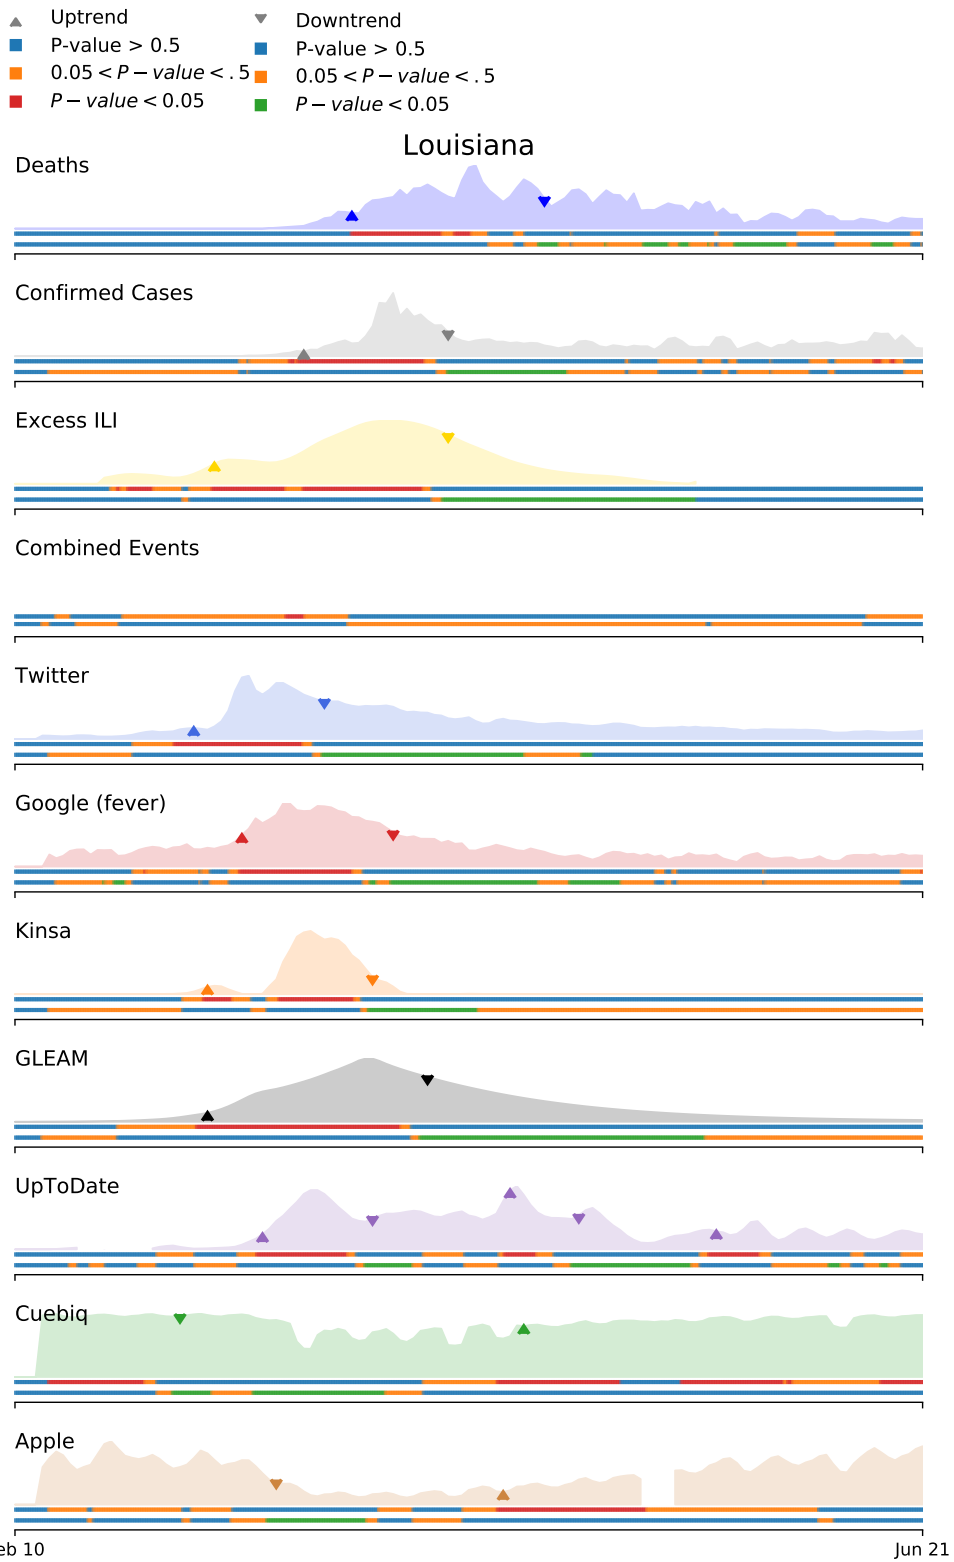 Uptrend
P-value > 0.5
0.05 < P − value < .5
P − value < 0.05
Downtrend
P-value > 0.5
0.05 < P − value < .5
P − value < 0.05
Louisiana
Deaths
Confirmed Cases
Excess ILI
Combined Events
Twitter
Google (fever)
Kinsa
GLEAM
UpToDate
Cuebiq
Apple
eb 10
Jun 21